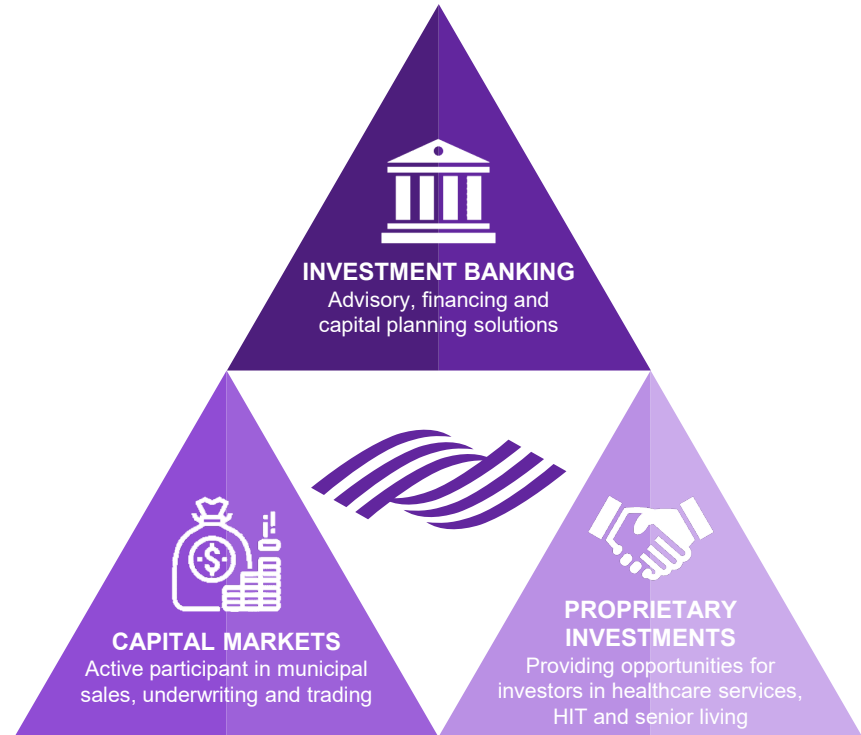 INVESTMENT BANKING
Advisory, financing and
capital planning solutions
$
CAPITAL MARKETS
Active participant in municipal
sales, underwriting and trading
PROPRIETARY
INVESTMENTS
Providing opportunities for
investors in healthcare services,
HIT and senior living